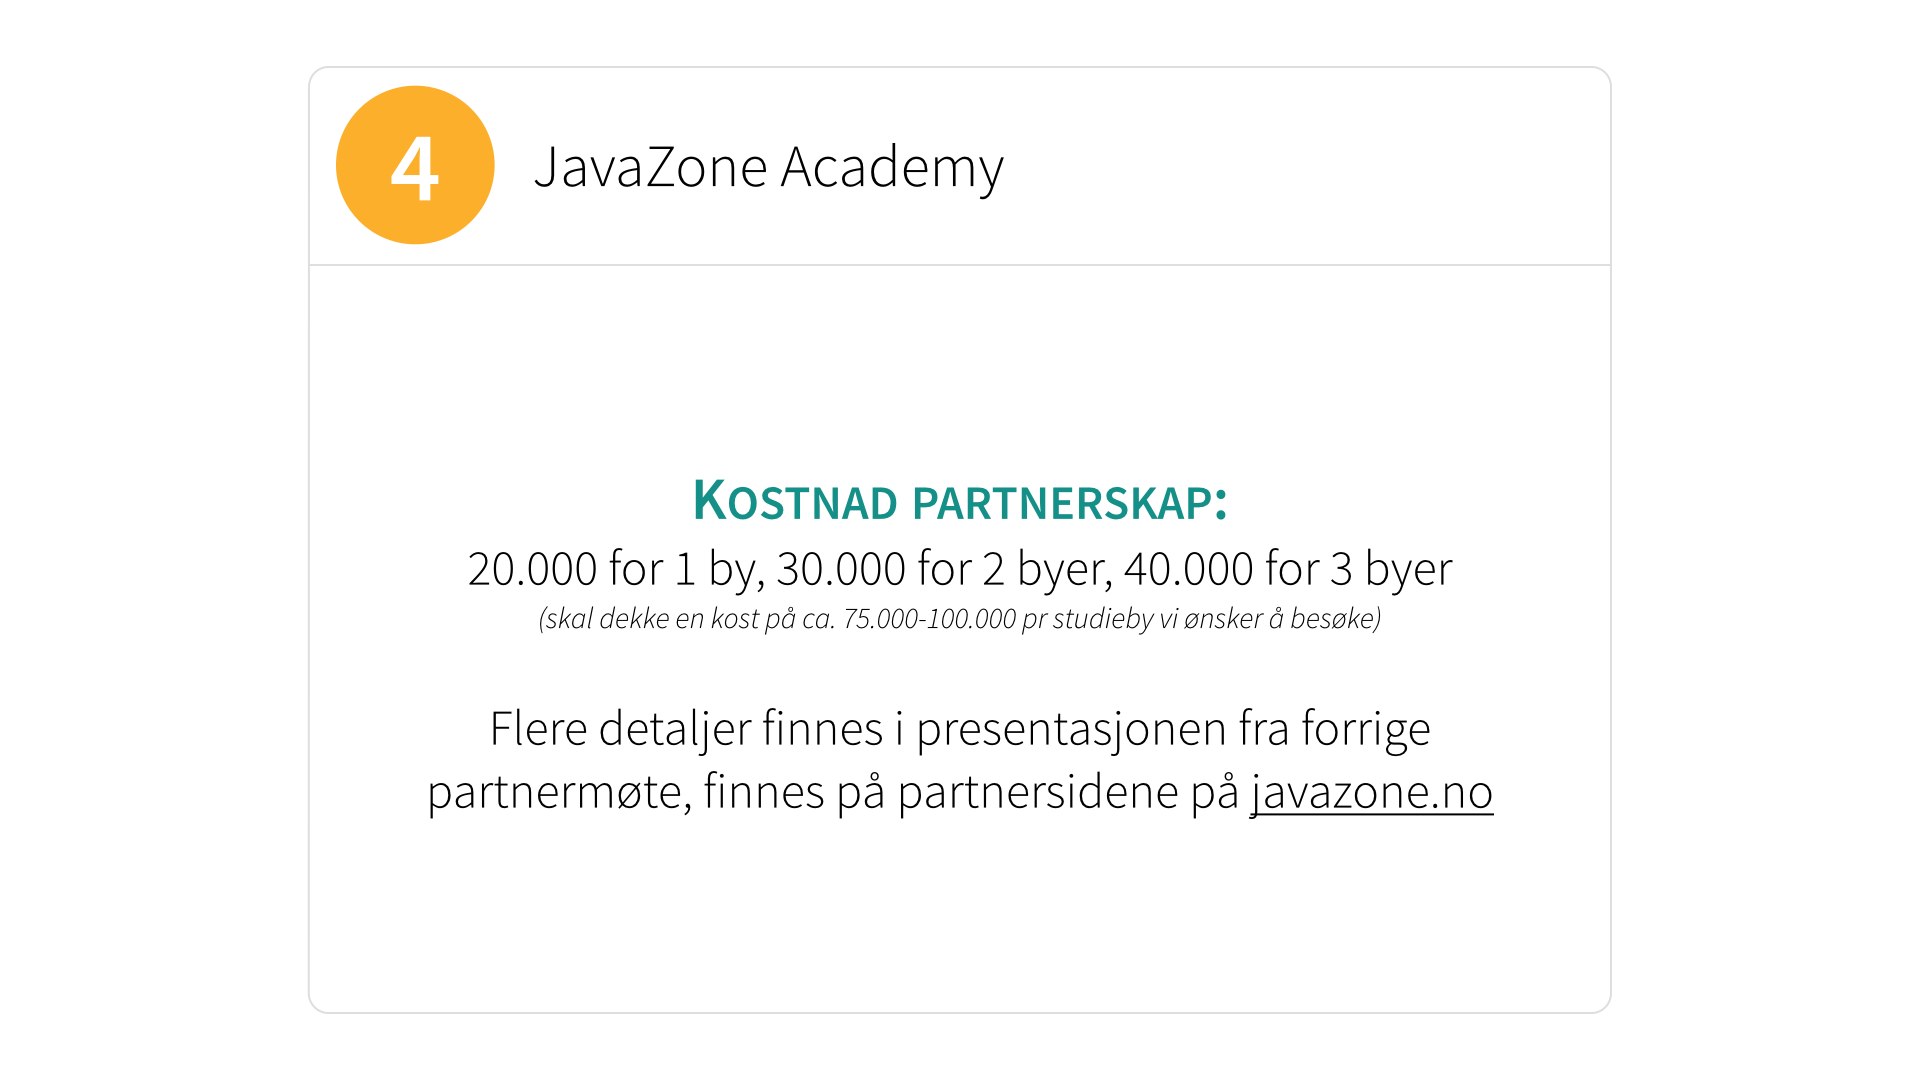 4
JavaZone Academy
Kostnad partnerskap:
20.000 for 1 by, 30.000 for 2 byer, 40.000 for 3 byer
(skal dekke en kost på ca. 75.000-100.000 pr studieby vi ønsker å besøke)
Flere detaljer finnes i presentasjonen fra forrige
partnermøte, finnes på partnersidene på javazone.no